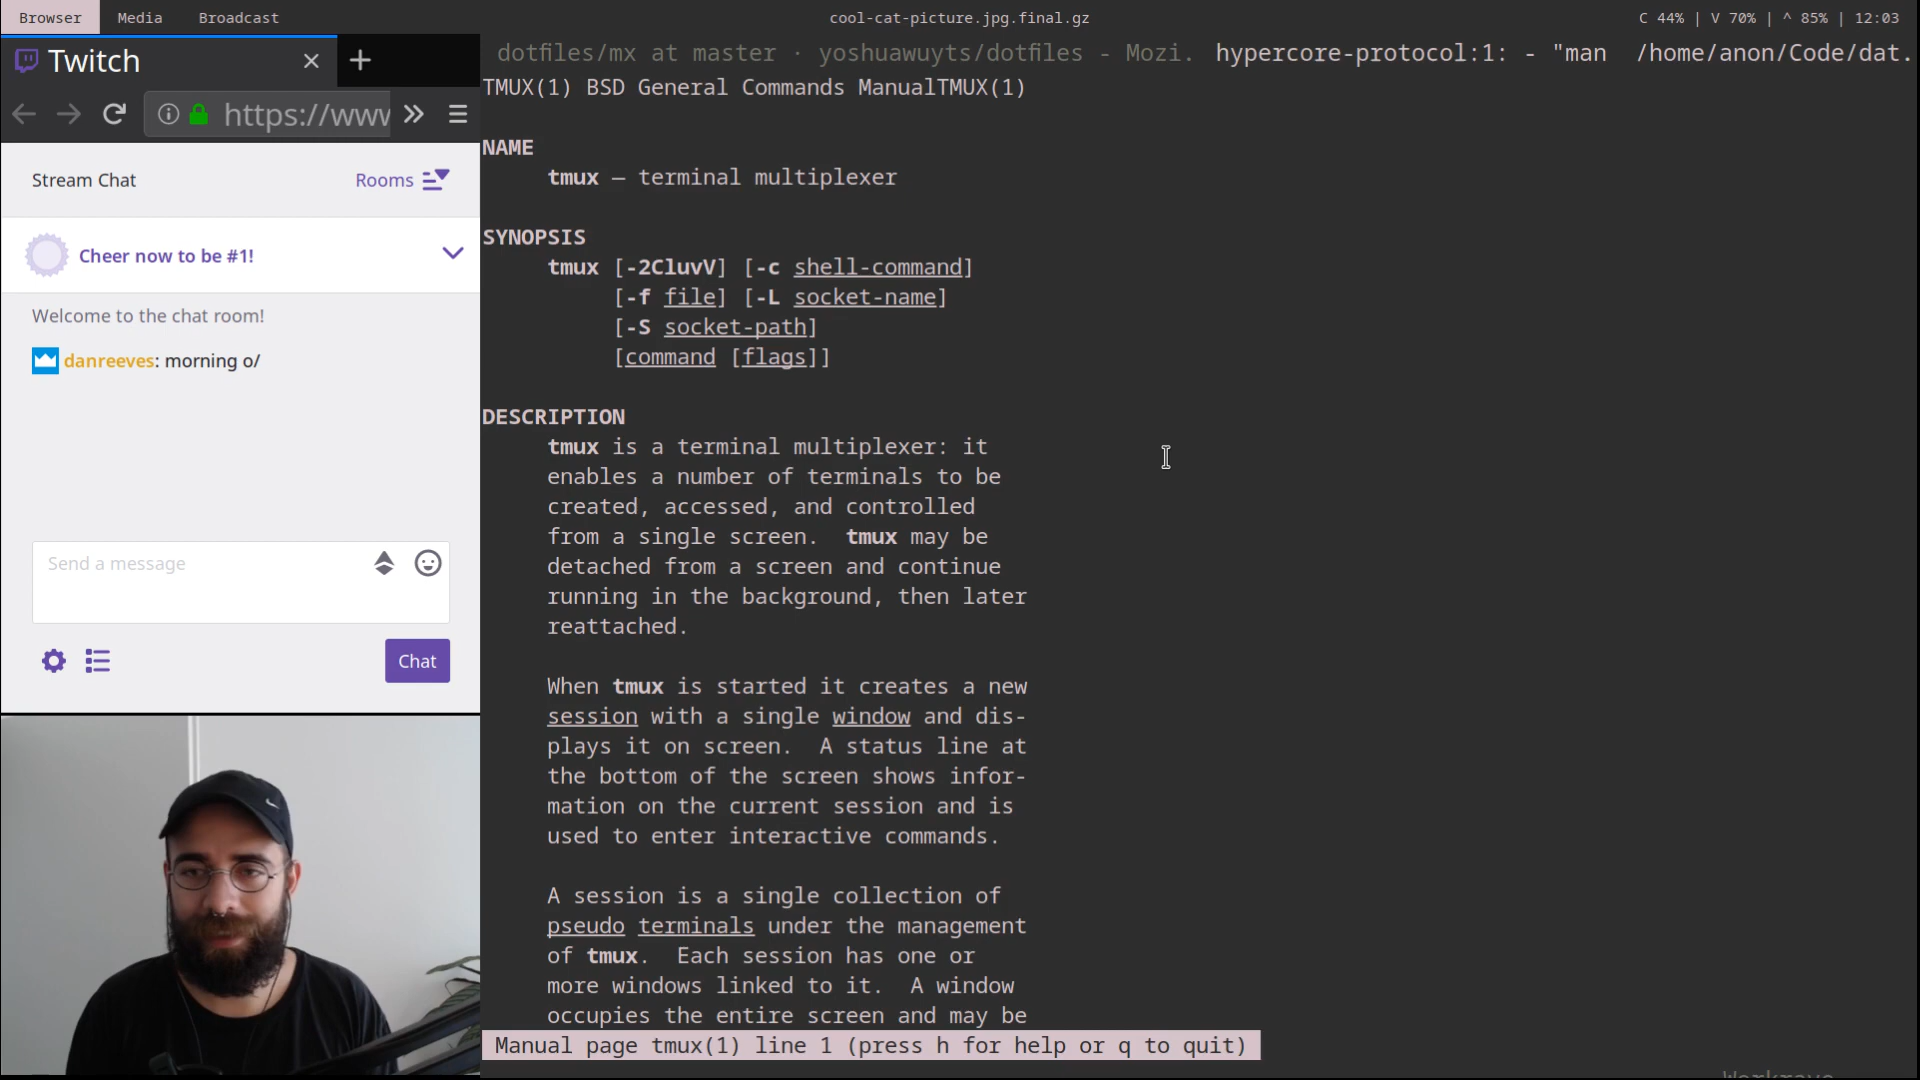 Browser Media Broadcast cool-cat-picture.jpg.final.gz C 44% | V 70% | ^ 85% | 12:03
Twitch
https://www
Stream Chat Rooms
Cheer now to be #1!
Welcome to the chat room!
danreeves: morning o/
Send a message
Chat
dotfiles/mx at master · yoshuawuyts/dotfiles - Mozi. hypercore-protocol:1: - "man /home/anon/Code/dat.
TMUX(1) BSD General Commands ManualTMUX(1)
NAME
tmux — terminal multiplexer
SYNOPSIS
tmux [-2CluvV] [-c shell-command]
[-f file] [-L socket-name]
[-S socket-path]
[command [flags]]
DESCRIPTION
tmux is a terminal multiplexer: it
enables a number of terminals to be
created, accessed, and controlled
from a single screen. tmux may be
detached from a screen and continue
running in the background, then later
reattached.
When tmux is started it creates a new
session with a single window and dis-
plays it on screen. A status line at
the bottom of the screen shows infor-
mation on the current session and is
used to enter interactive commands.
A session is a single collection of
pseudo terminals under the management
of tmux. Each session has one or
more windows linked to it. A window
occupies the entire screen and may be
Manual page tmux(1) line 1 (press h for help or q to quit)